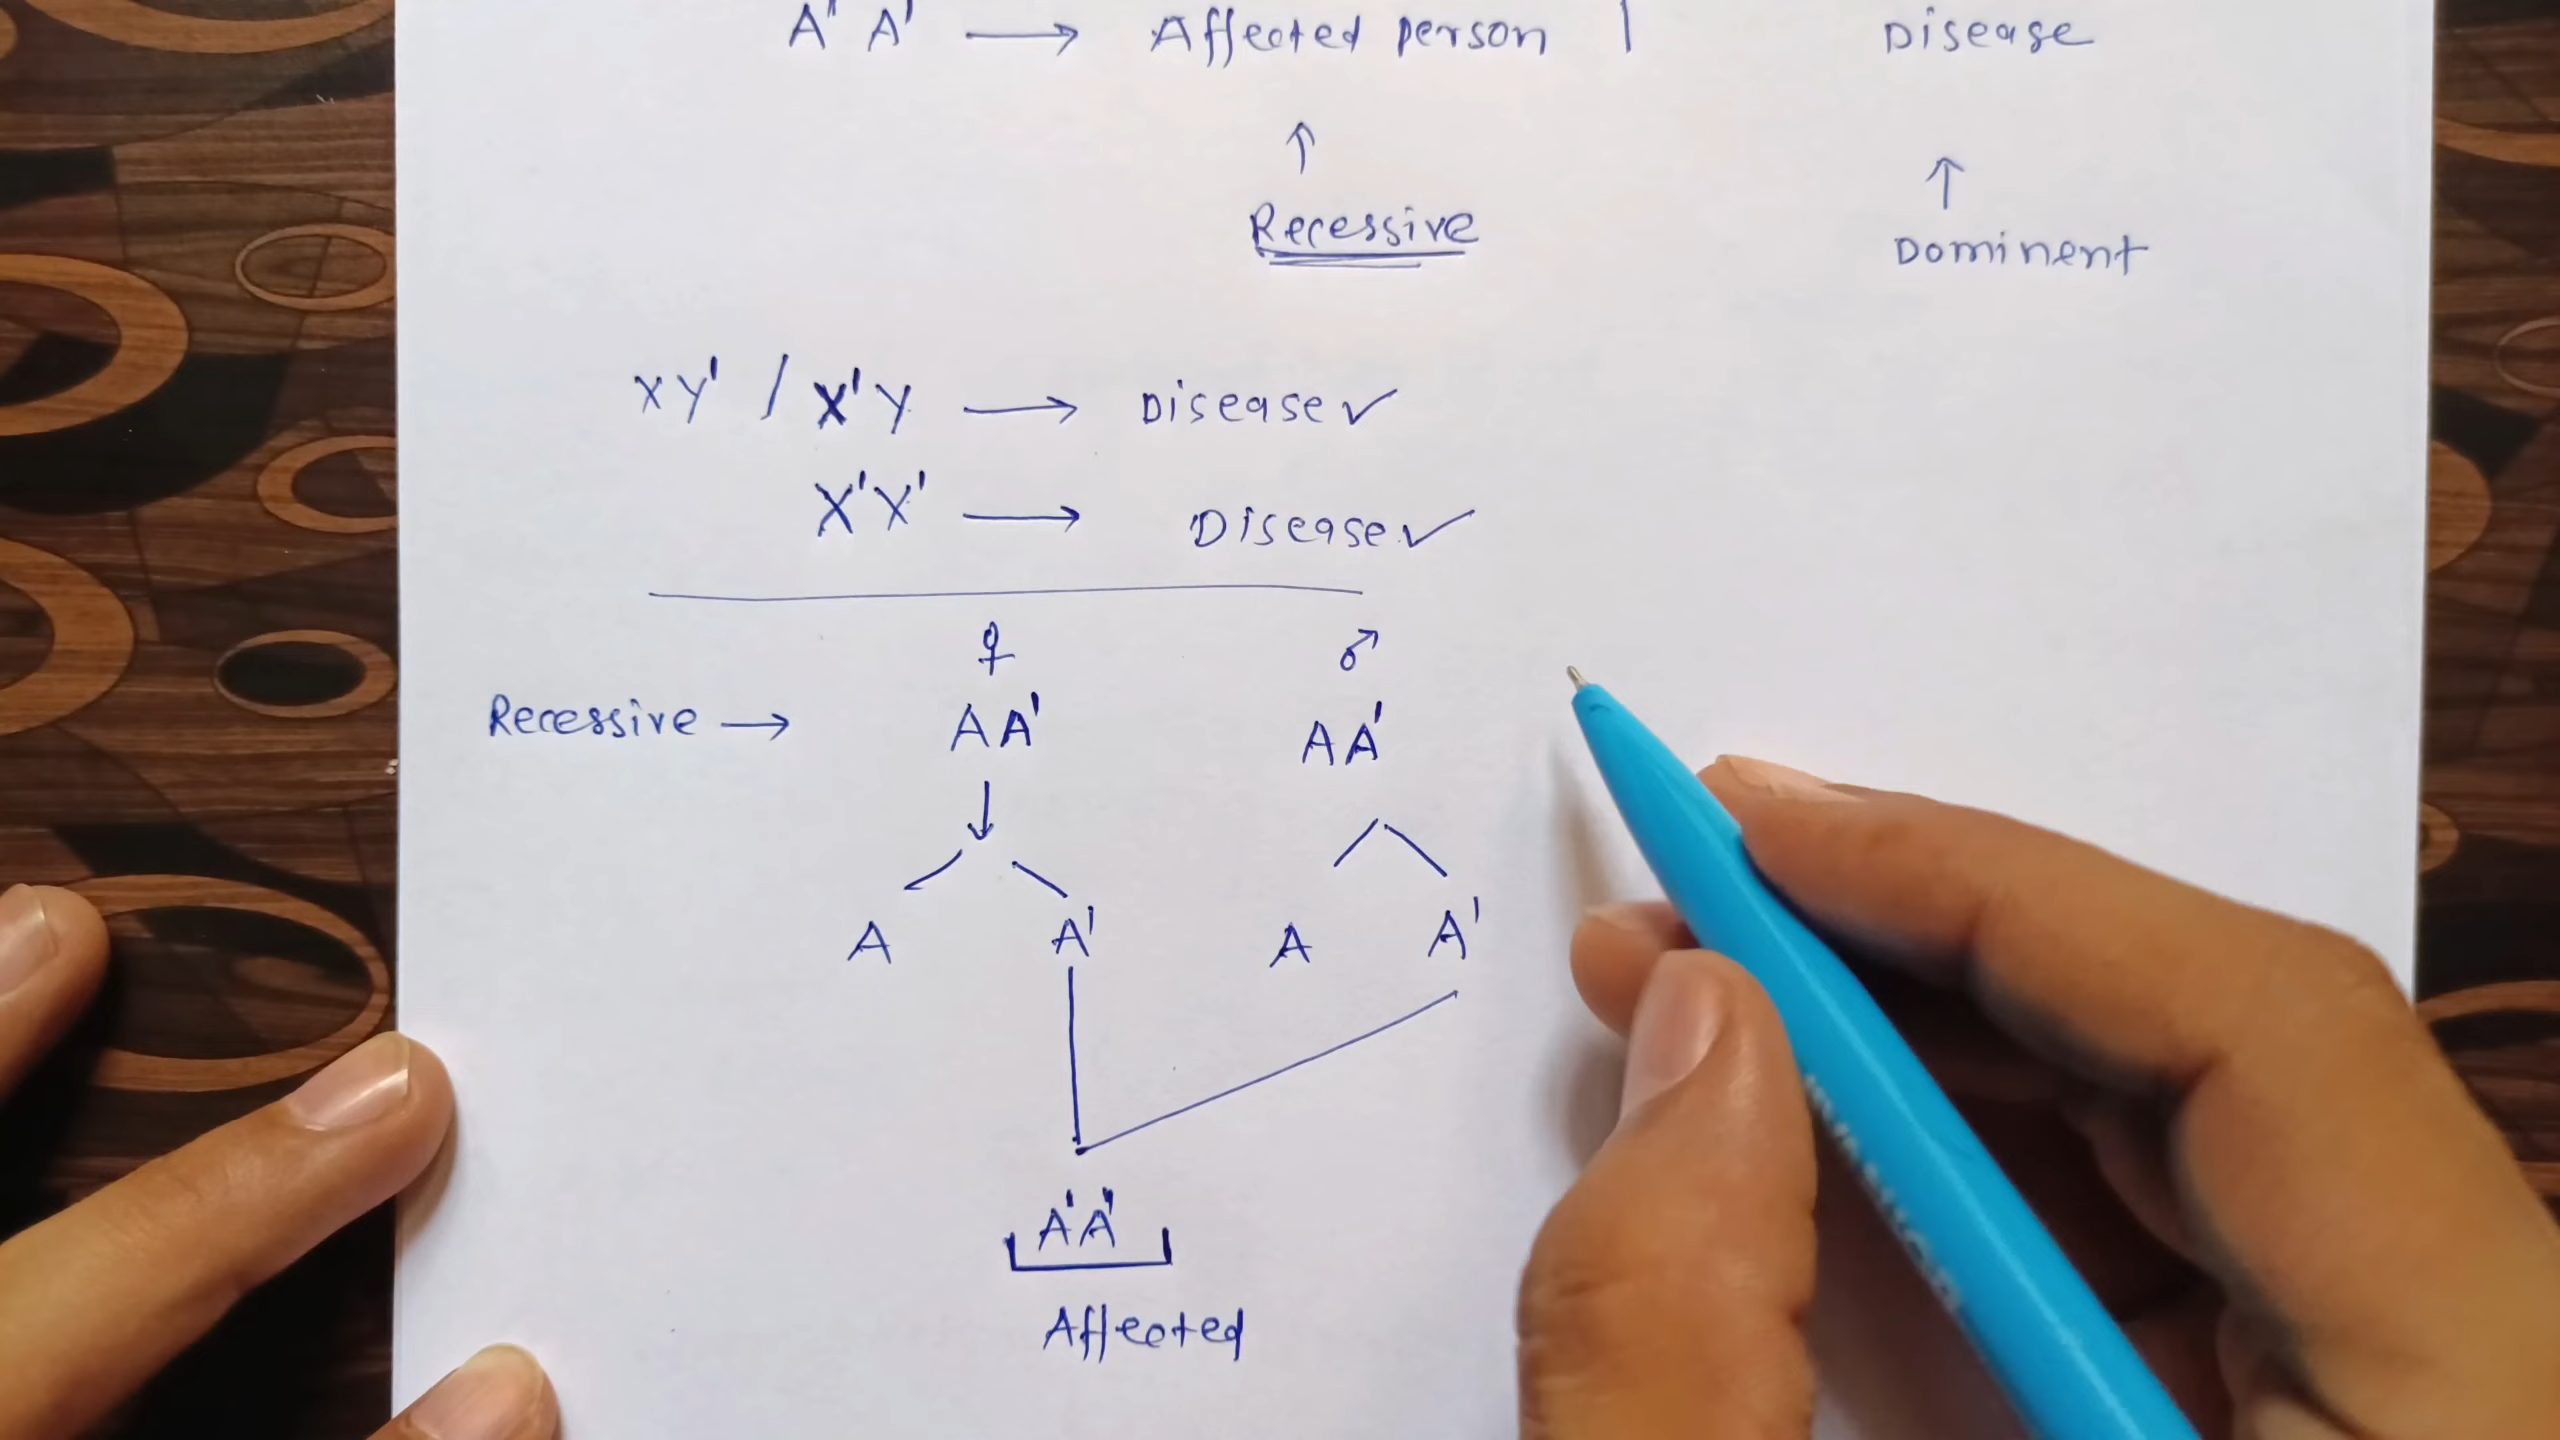 A' A' → Affected person | Disease
↑ ↑
Recessive Dominent
XY' / X'Y → Disease ✓
X'X' → Disease ✓
♀ ♂
Recessive → AA' AA'
↓
A A' A A'
A'A'
Affected